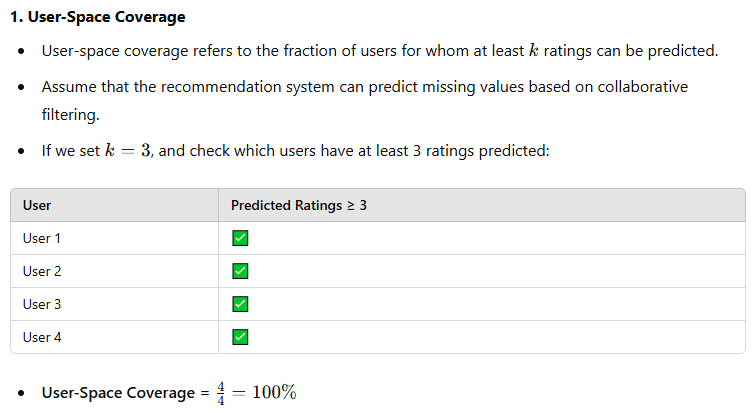 1. User-Space Coverage
• User-space coverage refers to the fraction of users for whom at least k ratings can be predicted.
• Assume that the recommendation system can predict missing values based on collaborative
filtering.
• If we set k = 3, and check which users have at least 3 ratings predicted:
User Predicted Ratings ≥ 3
User 1 ✅
User 2 ✅
User 3 ✅
User 4 ✅
• User-Space Coverage = 4/4 = 100%